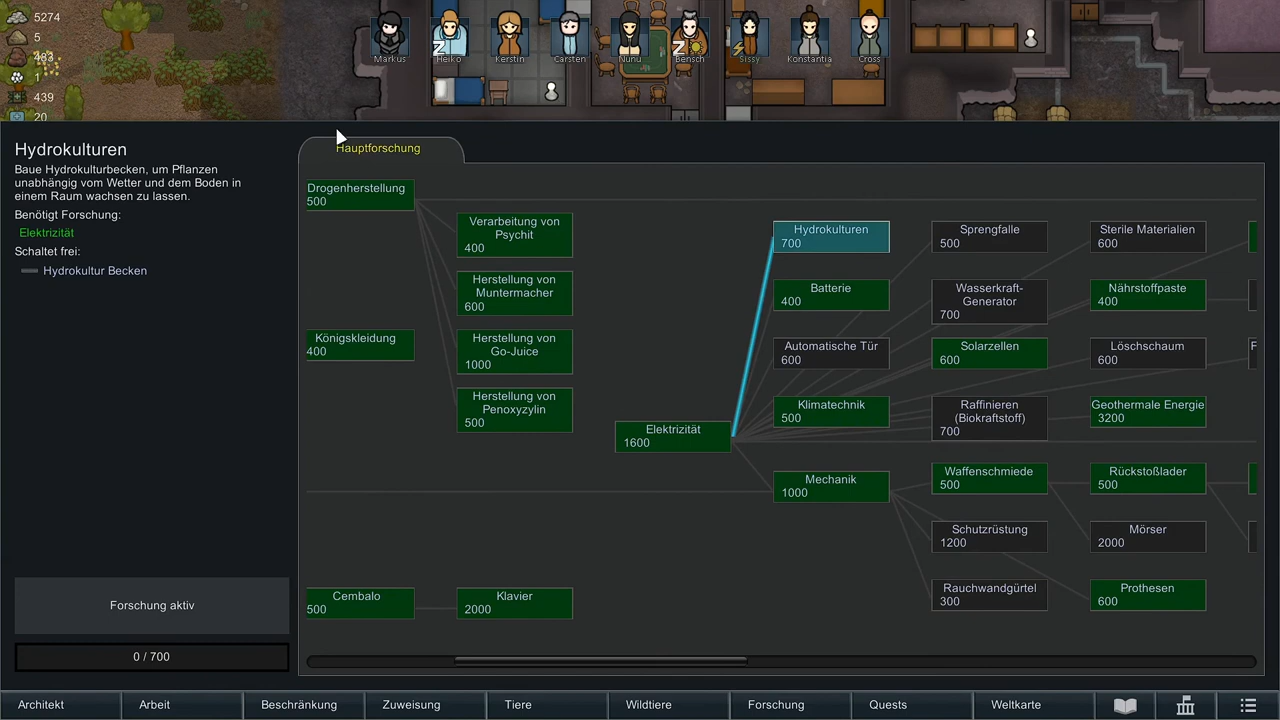 5274
5
483
1
439
20
Markus
Heiko
Kerstin
Carsten
Nunu
Bensch
Sissy
Konstantia
Cross
Z
Z
Hydrokulturen
Baue Hydrokulturbecken, um Pflanzen
unabhängig vom Wetter und dem Boden in
einem Raum wachsen zu lassen.
Benötigt Forschung:
Elektrizität
Schaltet frei:
Hydrokultur Becken
Forschung aktiv
0 / 700
Hauptforschung
Drogenherstellung
500
Königskleidung
400
Cembalo
500
Verarbeitung von
Psychit
400
Herstellung von
Muntermacher
600
Herstellung von
Go-Juice
1000
Herstellung von
Penoxyzylin
500
Klavier
2000
Elektrizität
1600
Hydrokulturen
700
Batterie
400
Automatische Tür
600
Klimatechnik
500
Mechanik
1000
Sprengfalle
500
Wasserkraft-
Generator
700
Solarzellen
600
Raffinieren
(Biokraftstoff)
700
Waffenschmiede
500
Schutzrüstung
1200
Rauchwandgürtel
300
Sterile Materialien
600
Nährstoffpaste
400
Löschschaum
600
Geothermale Energie
3200
Rückstoßlader
500
Mörser
2000
Prothesen
600
F
Architekt
Arbeit
Beschränkung
Zuweisung
Tiere
Wildtiere
Forschung
Quests
Weltkarte